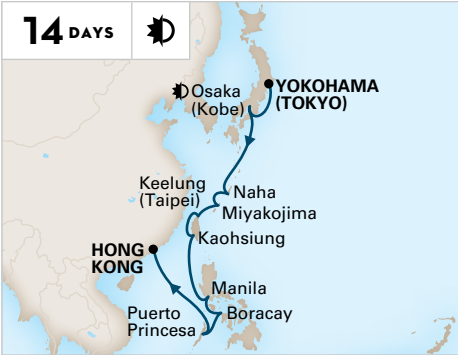 14 DAYS
Osaka
(Kobe)
YOKOHAMA
(TOKYO)
Keelung
(Taipei)
Naha
Miyakojima
Kaohsiung
HONG
KONG
Manila
Boracay
Puerto
Princesa